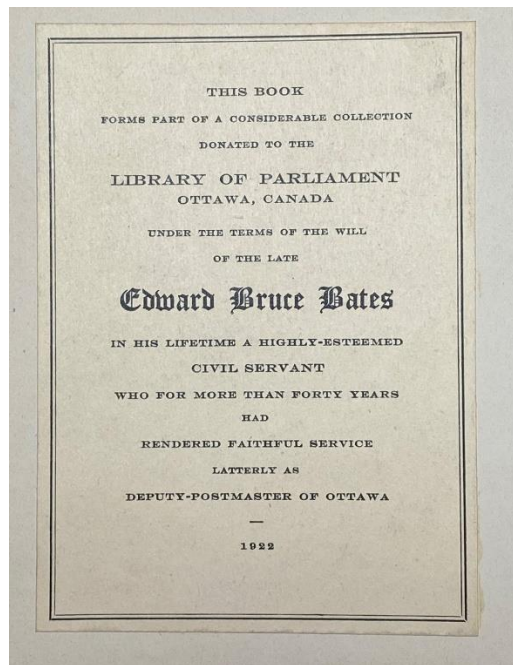 THIS BOOK
FORMS PART OF A CONSIDERABLE COLLECTION
DONATED TO THE
LIBRARY OF PARLIAMENT
OTTAWA, CANADA
UNDER THE TERMS OF THE WILL
OF THE LATE
Edward Bruce Bates
IN HIS LIFETIME A HIGHLY-ESTEEMED
CIVIL SERVANT
WHO FOR MORE THAN FORTY YEARS
HAD
RENDERED FAITHFUL SERVICE
LATTERLY AS
DEPUTY-POSTMASTER OF OTTAWA
—
1922